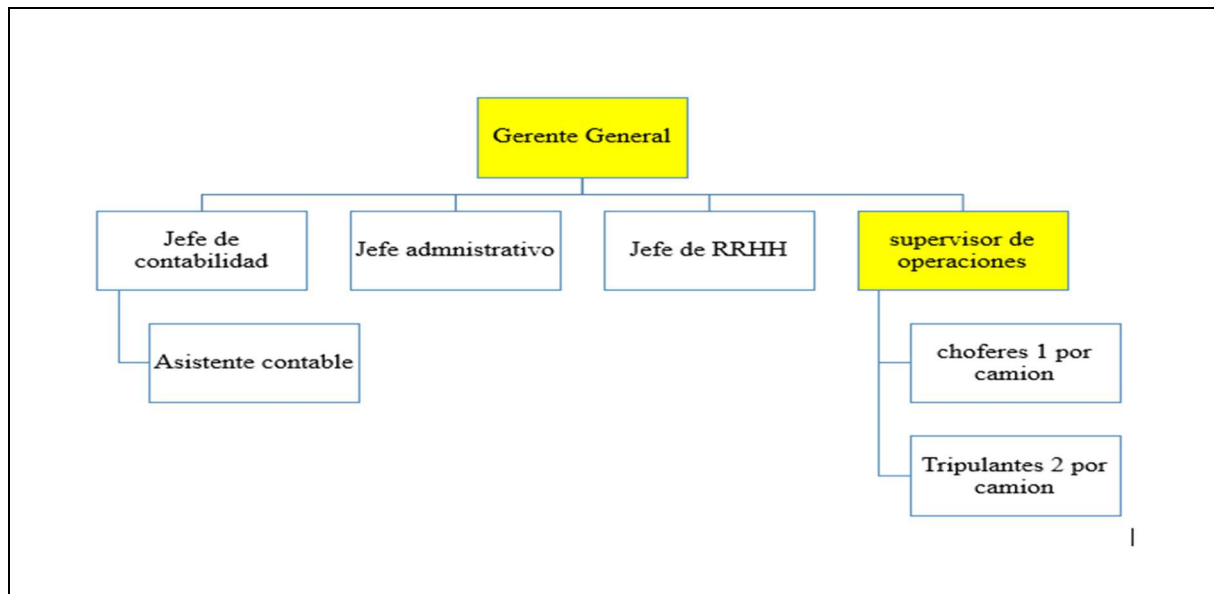 Gerente General
Jefe de
contabilidad
Jefe admnistrativo
Jefe de RRHH
supervisor de
operaciones
Asistente contable
choferes 1 por
camion
Tripulantes 2 por
camion